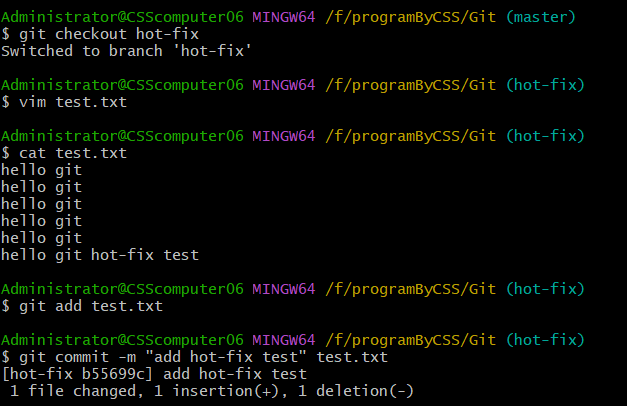 Administrator@CSScomputer06 MINGW64 /f/programByCSS/Git (master)
$ git checkout hot-fix
Switched to branch 'hot-fix'
Administrator@CSScomputer06 MINGW64 /f/programByCSS/Git (hot-fix)
$ vim test.txt
Administrator@CSScomputer06 MINGW64 /f/programByCSS/Git (hot-fix)
$ cat test.txt
hello git
hello git
hello git
hello git
hello git
hello git hot-fix test
Administrator@CSScomputer06 MINGW64 /f/programByCSS/Git (hot-fix)
$ git add test.txt
Administrator@CSScomputer06 MINGW64 /f/programByCSS/Git (hot-fix)
$ git commit -m "add hot-fix test" test.txt
[hot-fix b55699c] add hot-fix test
 1 file changed, 1 insertion(+), 1 deletion(-)